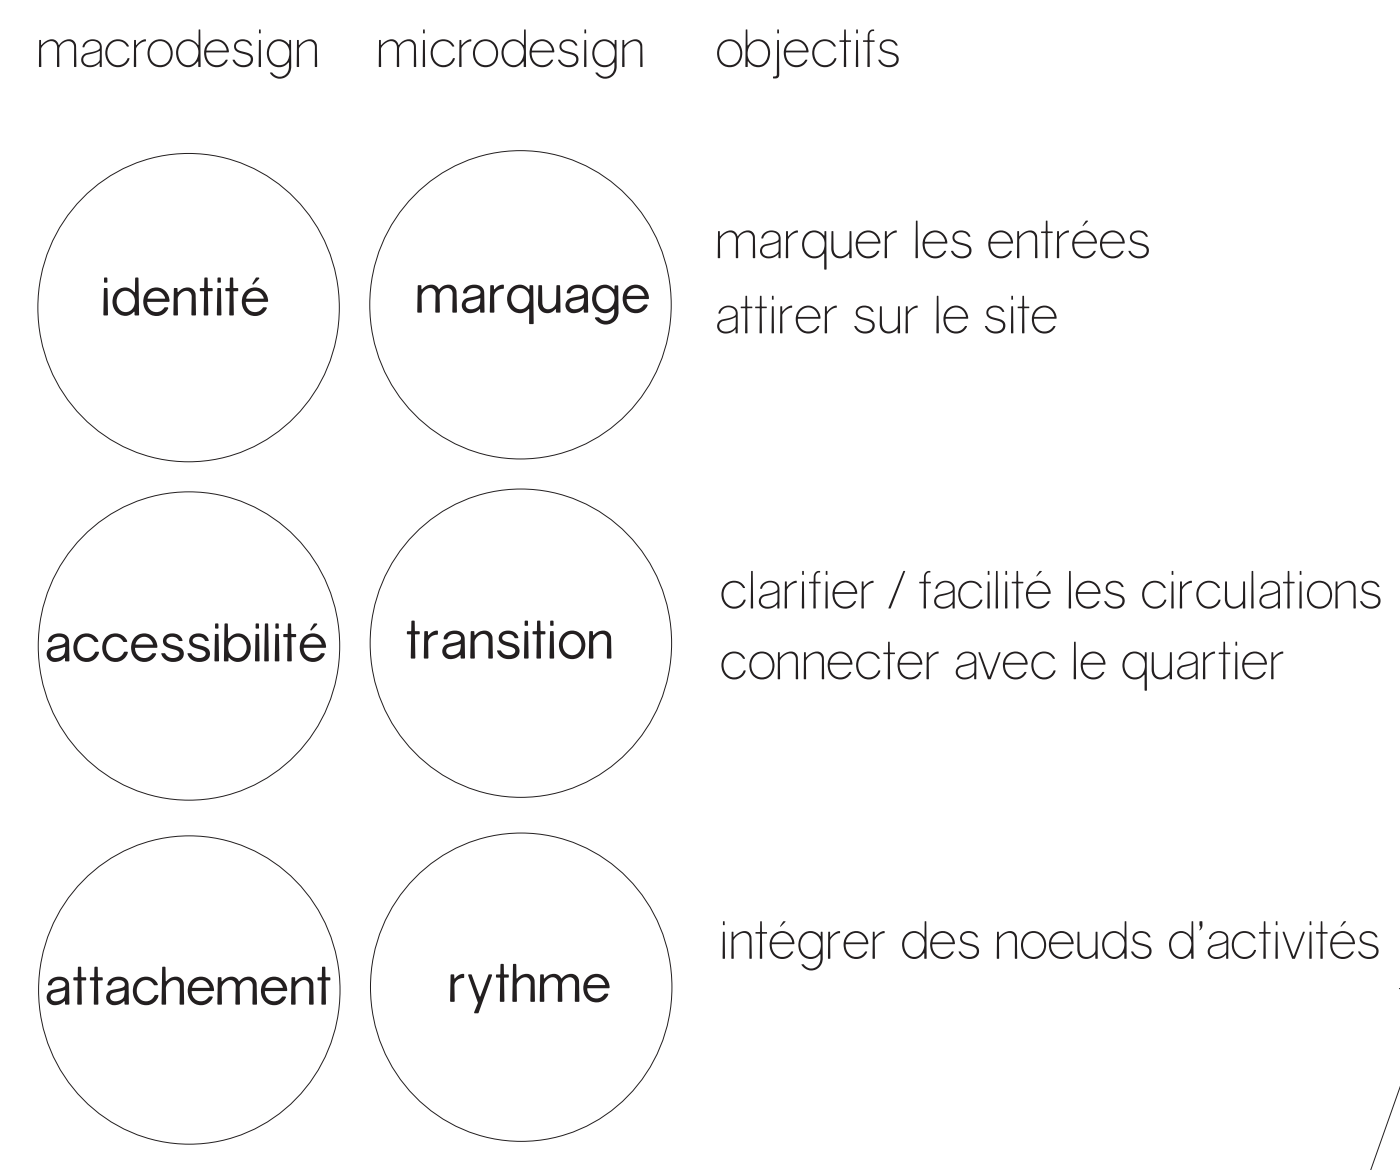 macrodesign microdesign objectifs
identité marquage
marquer les entrées
attirer sur le site
accessibilité transition
clarifier / facilité les circulations
connecter avec le quartier
attachement rythme
intégrer des noeuds d'activités